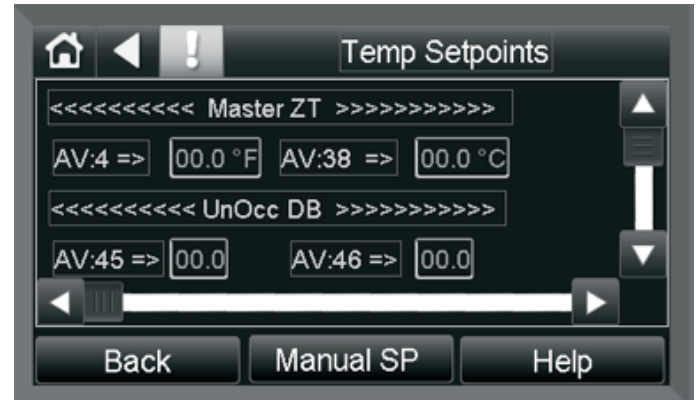 ! Temp Setpoints
<<<<<<<<<< Master ZT >>>>>>>>>>>
AV:4 => 00.0 °F AV:38 => 00.0 °C
<<<<<<<<<< UnOcc DB >>>>>>>>>>>
AV:45 => 00.0 AV:46 => 00.0
Back Manual SP Help